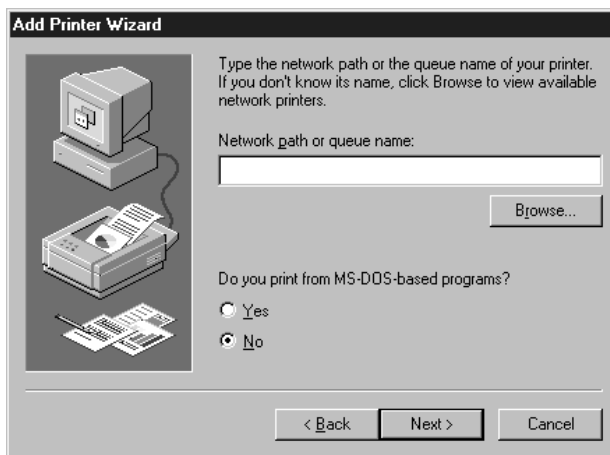 Add Printer Wizard
Type the network path or the queue name of your printer.
If you don't know its name, click Browse to view available
network printers.
Network path or queue name:
Browse...
Do you print from MS-DOS-based programs?
Yes
No
< Back
Next >
Cancel